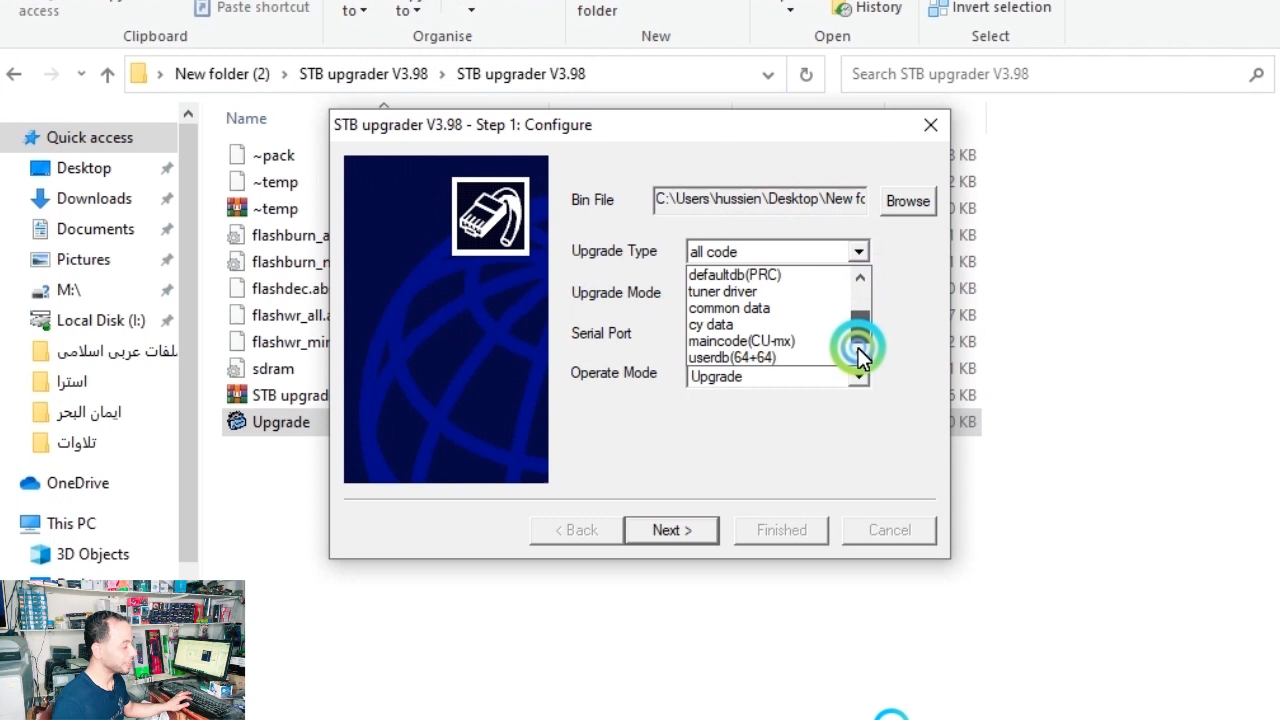 access
Paste shortcut
to
to
folder
History
Invert selection
Clipboard
Organise
New
Open
Select
New folder (2) › STB upgrader V3.98 › STB upgrader V3.98
Search STB upgrader V3.98
Name
STB upgrader V3.98 - Step 1: Configure
Quick access
Desktop
Downloads
Documents
Pictures
M:\
Local Disk (I:)
استرا
ايمان البحر
تلاوات
OneDrive
This PC
3D Objects
~pack
~temp
~temp
flashburn_a
flashburn_n
flashdec.ab
flashwr_all.a
flashwr_mir
sdram
STB upgrad
Upgrade
KB
KB
KB
KB
KB
KB
KB
KB
KB
KB
KB
Bin File
C:\Users\hussien\Desktop\New fo
Browse
Upgrade Type
all code
defaultdb(PRC)
tuner driver
common data
cy data
maincode(CU-mx)
userdb(64+64)
Upgrade Mode
Serial Port
Operate Mode
Upgrade
< Back
Next >
Finished
Cancel